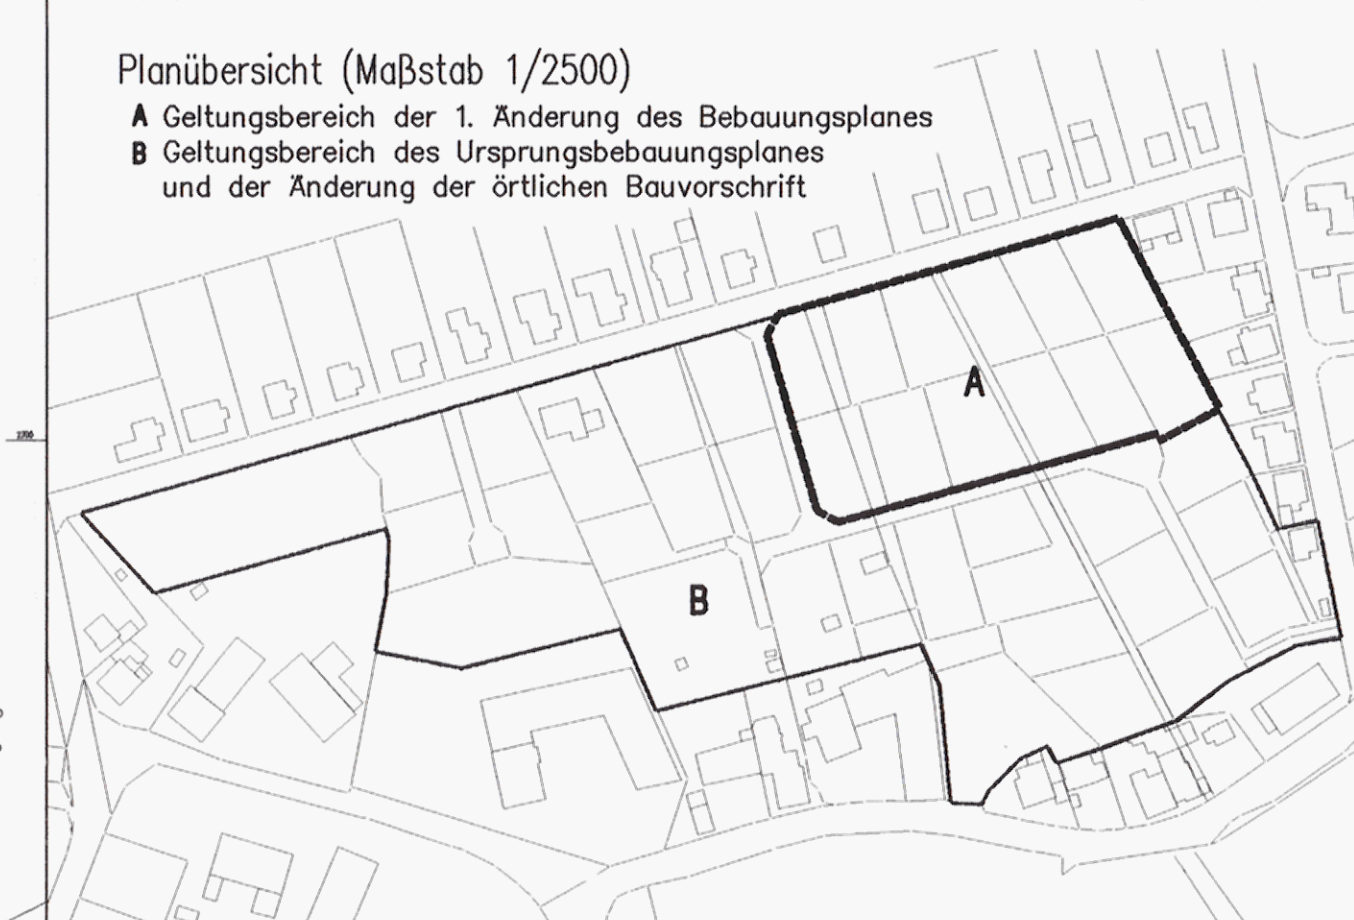 Planübersicht (Maßstab 1/2500)
A Geltungsbereich der 1. Änderung des Bebauungsplanes
B Geltungsbereich des Ursprungsbebauungsplanes
und der Änderung der örtlichen Bauvorschrift
A
B